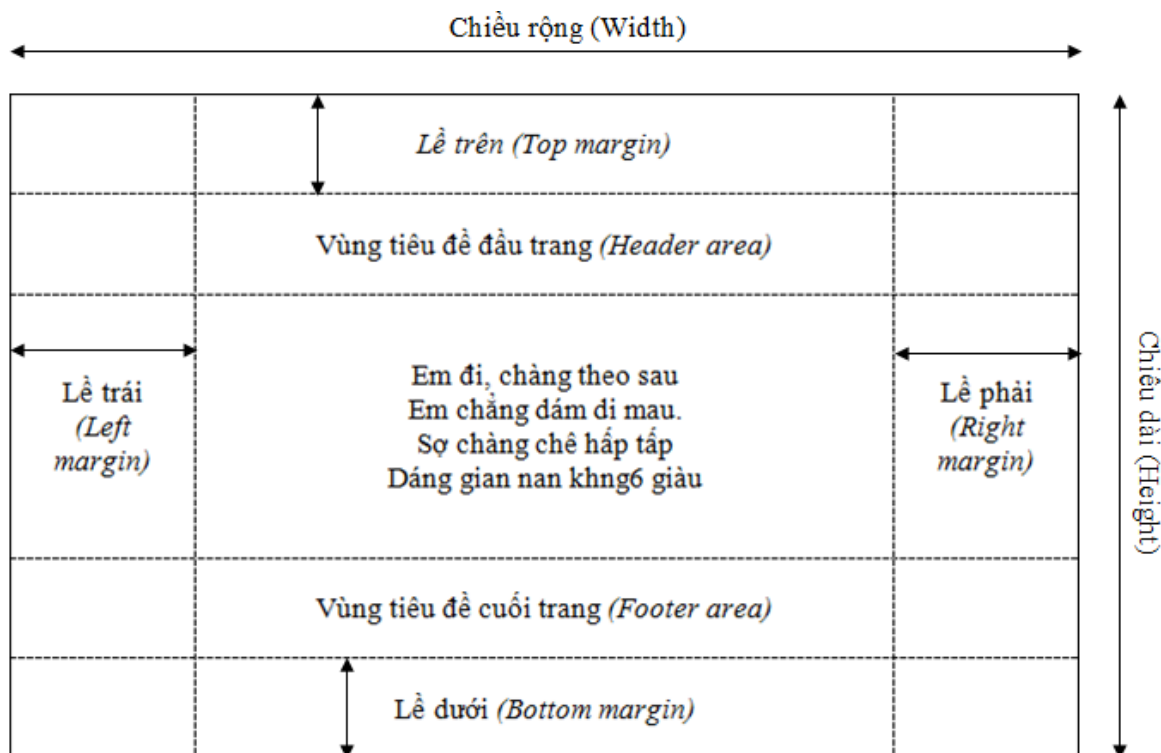 Chiều rộng (Width)
Lề trên (Top margin)
Vùng tiêu đề đầu trang (Header area)
Lề trái
(Left
margin)
Em đi, chàng theo sau
Em chẳng dám đi mau.
Sợ chàng chê hấp tấp
Dáng gian nan khng6 giàu
Lề phải
(Right
margin)
Chiêu dài (Height)
Vùng tiêu đề cuối trang (Footer area)
Lề dưới (Bottom margin)